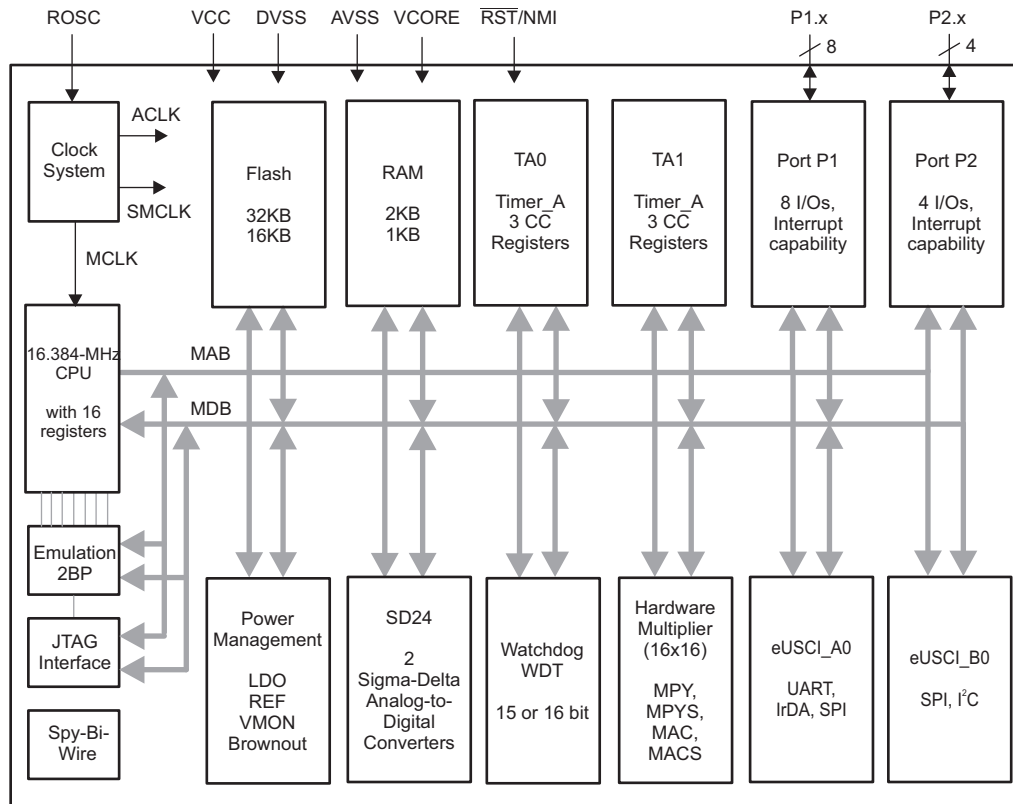 ROSC
VCC
DVSS
AVSS
VCORE
RST/NMI
P1.x
P2.x
8
4
Clock
System
ACLK
SMCLK
MCLK
Flash
32KB
16KB
RAM
2KB
1KB
TA0
Timer_A
3 CC
Registers
TA1
Timer_A
3 CC
Registers
Port P1
8 I/Os,
Interrupt
capability
Port P2
4 I/Os,
Interrupt
capability
16.384-MHz
CPU
with 16
registers
MAB
MDB
Emulation
2BP
JTAG
Interface
Spy-Bi-
Wire
Power
Management
LDO
REF
VMON
Brownout
SD24
2
Sigma-Delta
Analog-to-
Digital
Converters
Watchdog
WDT
15 or 16 bit
Hardware
Multiplier
(16x16)
MPY,
MPYS,
MAC,
MACS
eUSCI_A0
UART,
IrDA, SPI
eUSCI_B0
SPI, I²C